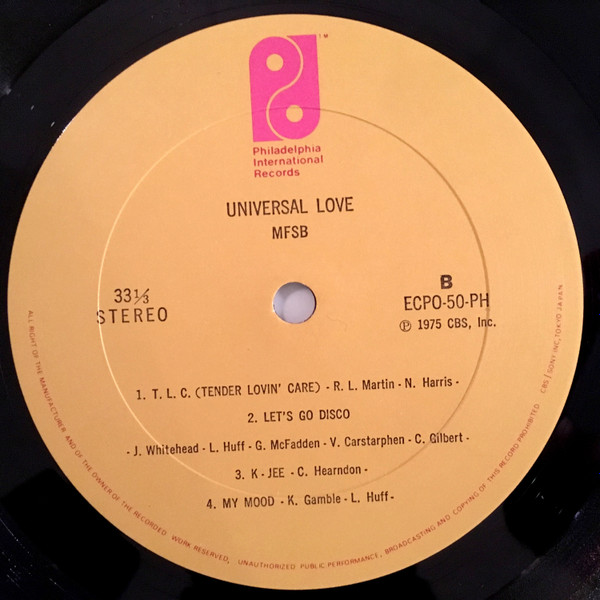 TM
Philadelphia
International
Records
UNIVERSAL LOVE
MFSB
33⅓
STEREO
B
ECPO-50-PH
℗ 1975 CBS, Inc.
1. T. L. C. (TENDER LOVIN' CARE) - R. L. Martin - N. Harris -
2. LET'S GO DISCO
- J. Whitehead - L. Huff - G. McFadden - V. Carstarphen - C. Gilbert -
3. K - JEE - C. Hearndon -
4. MY MOOD - K. Gamble - L. Huff -
ALL RIGHT OF THE MANUFACTURER AND OF THE OWNER OF THE RECORDED WORK RESERVED, UNAUTHORIZED PUBLIC PERFORMANCE, BROADCASTING AND COPYING OF THIS RECORD PROHIBITED CBS / SONY INC, TOKYO JAPAN